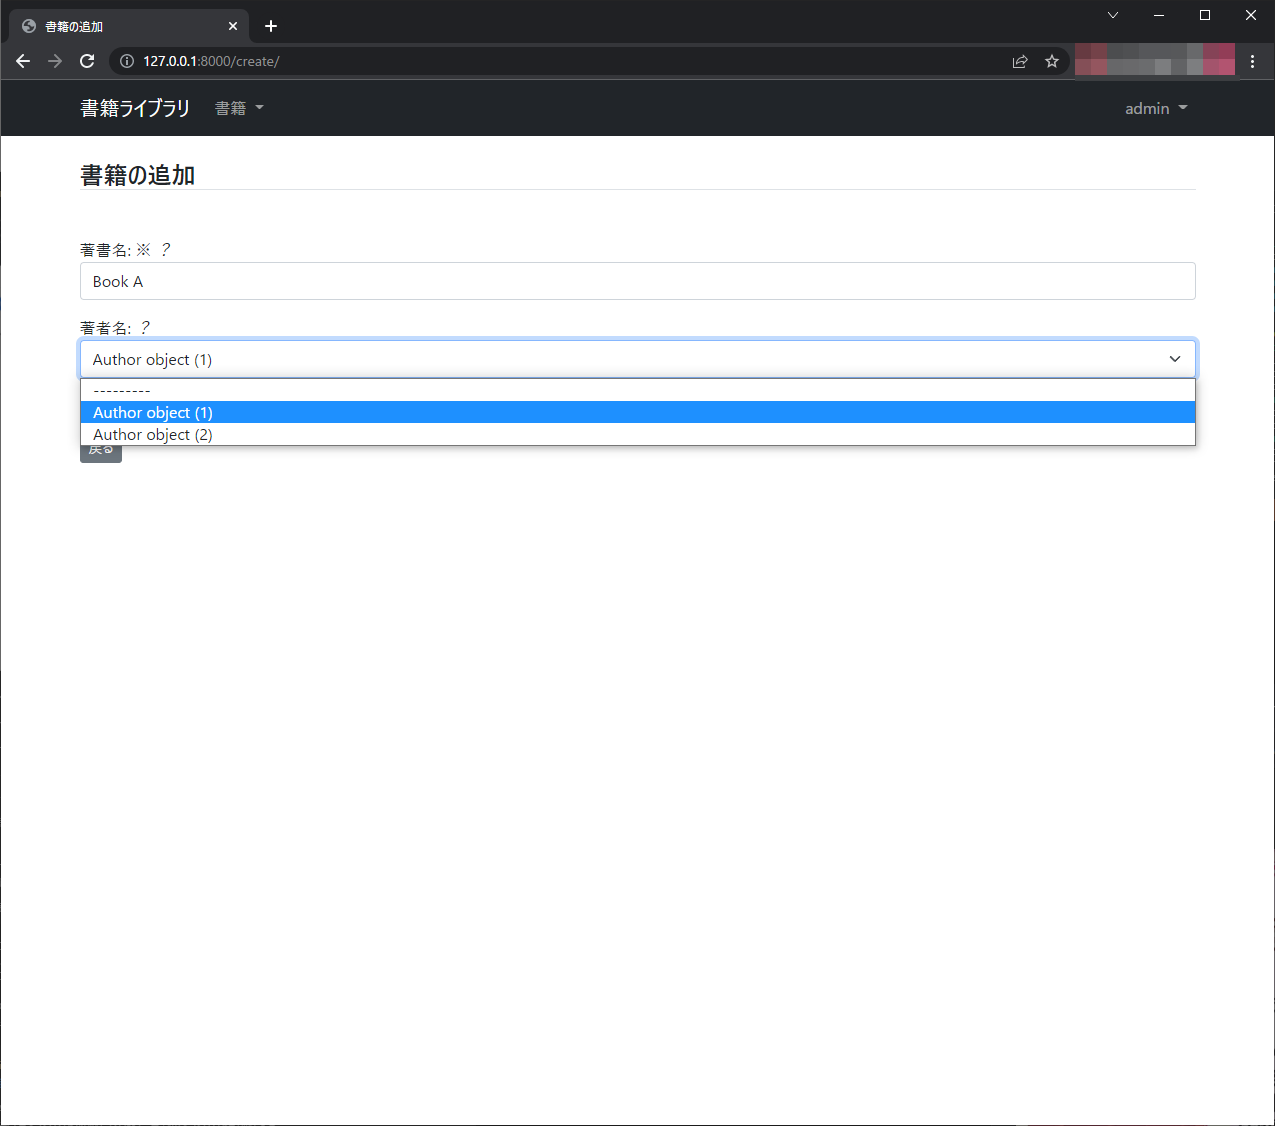 書籍の追加
127.0.0.1:8000/create/
書籍ライブラリ 書籍 admin
書籍の追加
著書名: ※ ?
Book A
著者名: ?
Author object (1)
---------
Author object (1)
Author object (2)
戻る